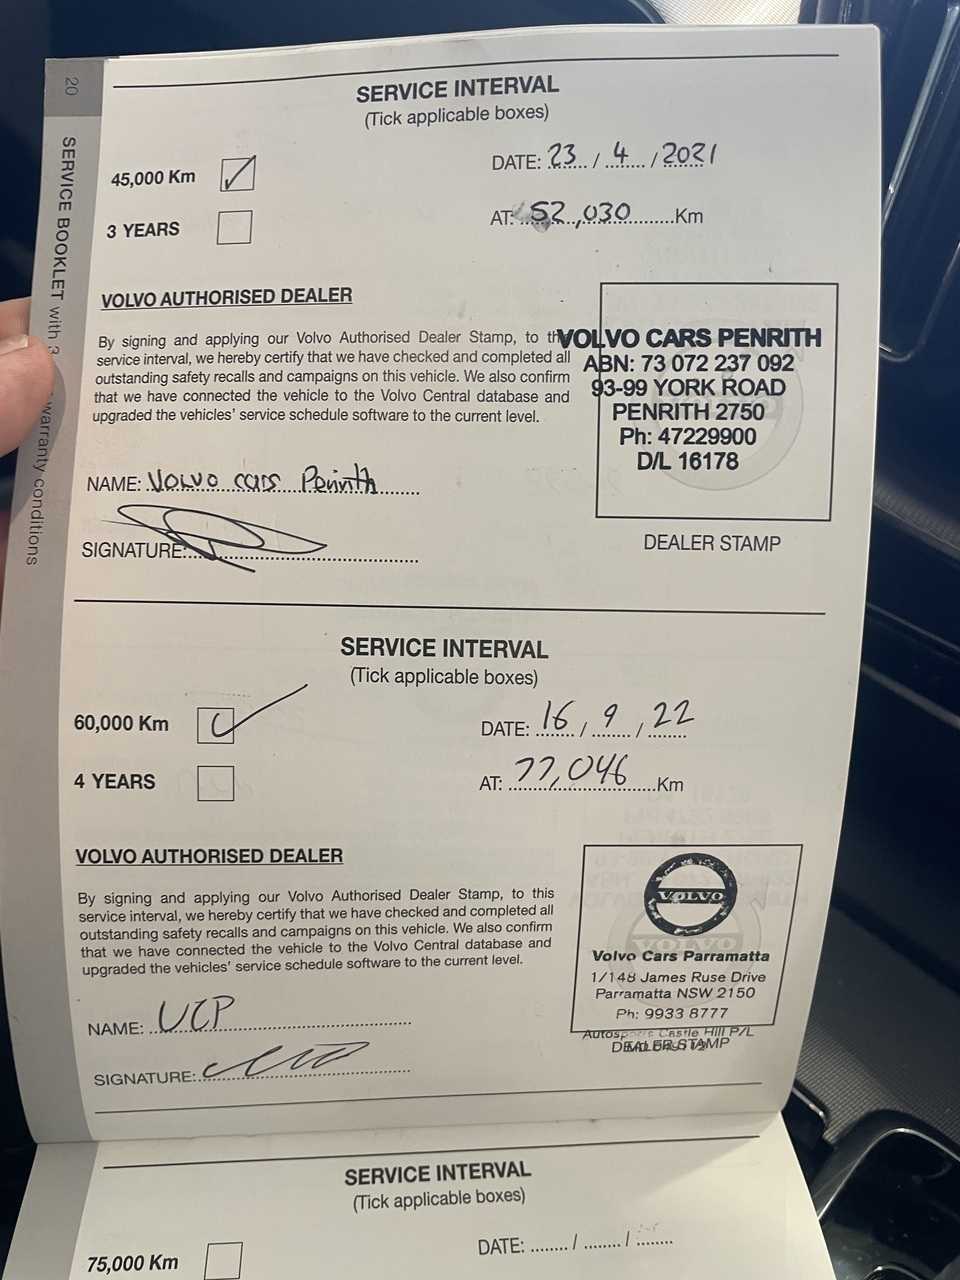 20
SERVICE BOOKLET with 3
warranty conditions
SERVICE INTERVAL
(Tick applicable boxes)
45,000 Km
DATE: 23 / 4 / 2021
3 YEARS
AT: 52,030 Km
VOLVO AUTHORISED DEALER
By signing and applying our Volvo Authorised Dealer Stamp, to
service interval, we hereby certify that we have checked and completed all
outstanding safety recalls and campaigns on this vehicle. We also confirm
that we have connected the vehicle to the Volvo Central database and
upgraded the vehicles' service schedule software to the current level.
VOLVO CARS PENRITH
ABN: 73 072 237 092
93-99 YORK ROAD
PENRITH 2750
Ph: 47229900
D/L 16178
NAME: Volvo cars Penrith
SIGNATURE:
DEALER STAMP
SERVICE INTERVAL
(Tick applicable boxes)
60,000 Km
DATE: 16 / 9 / 22
4 YEARS
AT: 77,046 Km
VOLVO AUTHORISED DEALER
By signing and applying our Volvo Authorised Dealer Stamp, to this
service interval, we hereby certify that we have checked and completed all
outstanding safety recalls and campaigns on this vehicle. We also confirm
that we have connected the vehicle to the Volvo Central database and
upgraded the vehicles' service schedule software to the current level.
VOLVO
VOLVO
Volvo Cars Parramatta
1/148 James Ruse Drive
Parramatta NSW 2150
Ph: 9933 8777
Castle Hill P/L
DEALER STAMP
NAME: VCP
SIGNATURE:
SERVICE INTERVAL
(Tick applicable boxes)
75,000 Km
DATE: / /